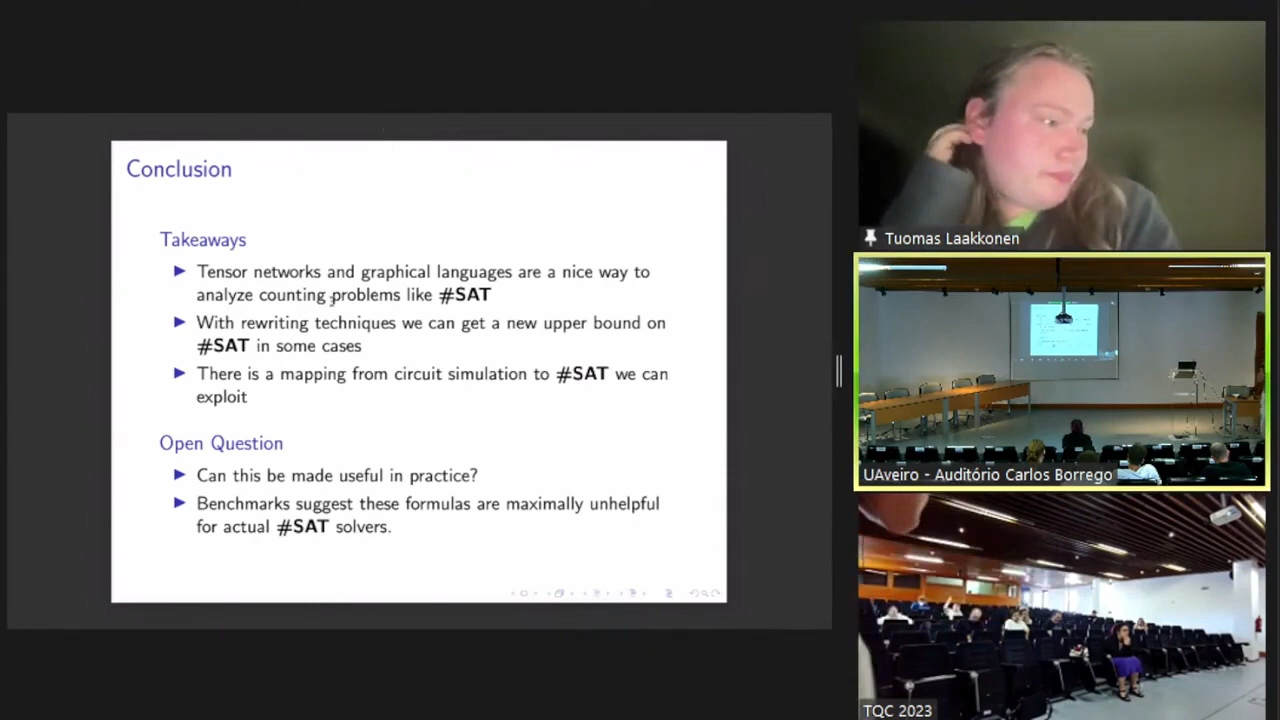 Conclusion
Takeaways
Tensor networks and graphical languages are a nice way to
analyze counting problems like #SAT
With rewriting techniques we can get a new upper bound on
#SAT in some cases
There is a mapping from circuit simulation to #SAT we can
exploit
Open Question
Can this be made useful in practice?
Benchmarks suggest these formulas are maximally unhelpful
for actual #SAT solvers.
Tuomas Laakkonen
UAveiro - Auditório Carlos Borrego
TQC 2023